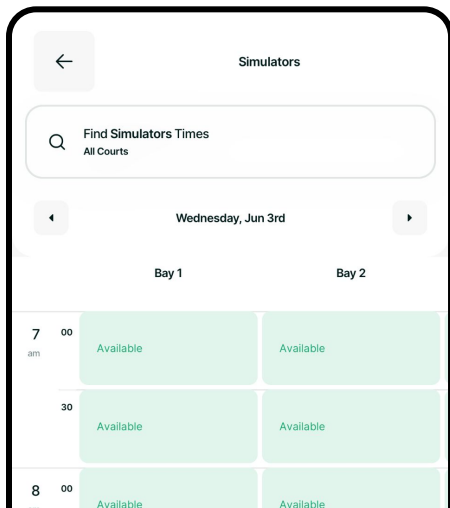 Simulators
Find Simulators Times
All Courts
Wednesday, Jun 3rd
Bay 1 Bay 2
7 00
am
Available Available
30
Available Available
8 00
Available Available